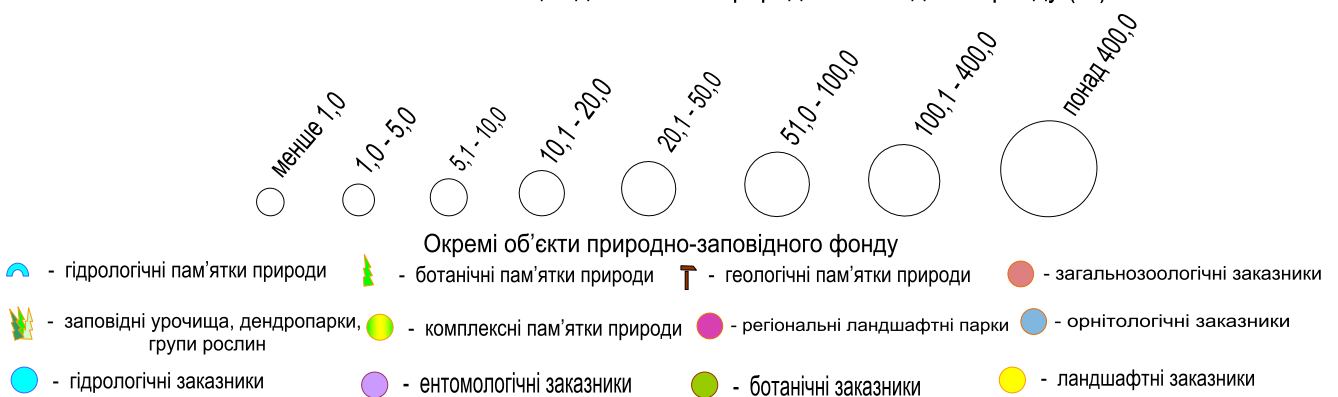 менше 1,0
1,0 - 5,0
5,1 - 10,0
10,1 - 20,0
20,1 - 50,0
51,0 - 100,0
100,1 - 400,0
понад 400,0
Окремі об’єкти природно-заповідного фонду
- гідрологічні пам’ятки природи
- ботанічні пам’ятки природи
- геологічні пам’ятки природи
- загальнозоологічні заказники
- заповідні урочища, дендропарки,
групи рослин
- комплексні пам’ятки природи
- регіональні ландшафтні парки
- орнітологічні заказники
- гідрологічні заказники
- ентомологічні заказники
- ботанічні заказники
- ландшафтні заказники